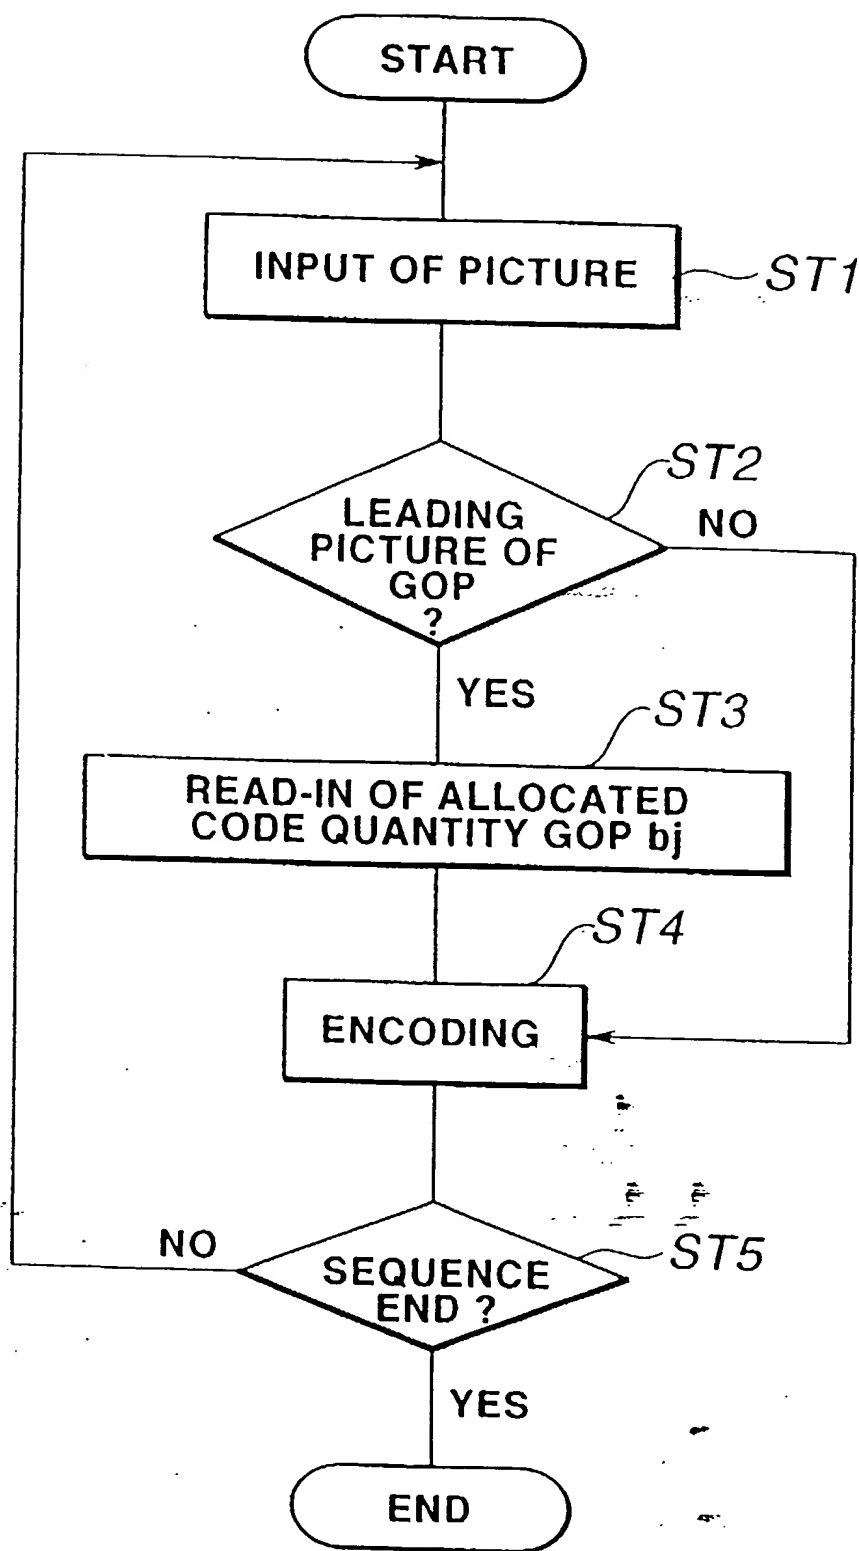 START
INPUT OF PICTURE
ST1
ST2
LEADING
PICTURE OF
GOP
?
NO
YES
ST3
READ-IN OF ALLOCATED
CODE QUANTITY GOP bj
ST4
ENCODING
NO
ST5
SEQUENCE
END ?
YES
END